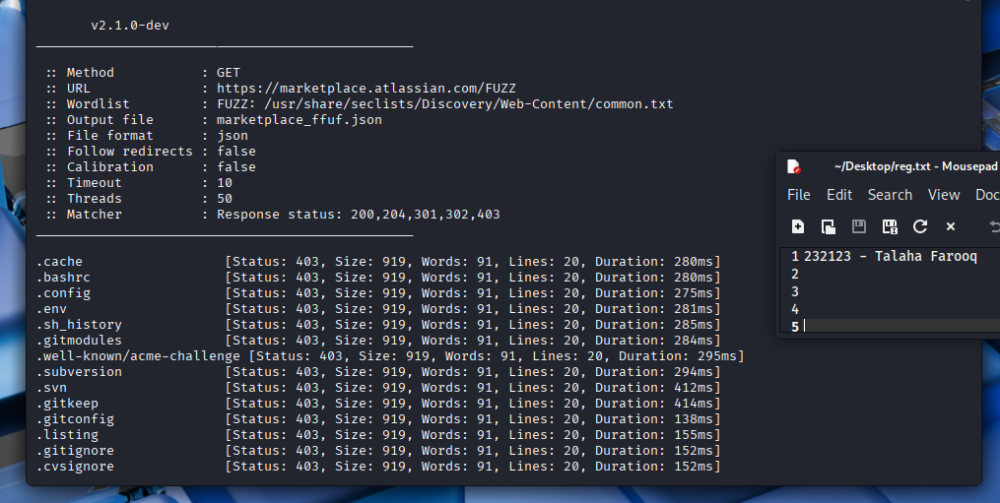 v2.1.0-dev
:: Method : GET
:: URL : https://marketplace.atlassian.com/FUZZ
:: Wordlist : FUZZ: /usr/share/seclists/Discovery/Web-Content/common.txt
:: Output file : marketplace_ffuf.json
:: File format : json
:: Follow redirects : false
:: Calibration : false
:: Timeout : 10
:: Threads : 50
:: Matcher : Response status: 200,204,301,302,403
.cache [Status: 403, Size: 919, Words: 91, Lines: 20, Duration: 280ms]
.bashrc [Status: 403, Size: 919, Words: 91, Lines: 20, Duration: 280ms]
.config [Status: 403, Size: 919, Words: 91, Lines: 20, Duration: 275ms]
.env [Status: 403, Size: 919, Words: 91, Lines: 20, Duration: 281ms]
.sh_history [Status: 403, Size: 919, Words: 91, Lines: 20, Duration: 285ms]
.gitmodules [Status: 403, Size: 919, Words: 91, Lines: 20, Duration: 284ms]
.well-known/acme-challenge [Status: 403, Size: 919, Words: 91, Lines: 20, Duration: 295ms]
.subversion [Status: 403, Size: 919, Words: 91, Lines: 20, Duration: 294ms]
.svn [Status: 403, Size: 919, Words: 91, Lines: 20, Duration: 412ms]
.gitkeep [Status: 403, Size: 919, Words: 91, Lines: 20, Duration: 414ms]
.gitconfig [Status: 403, Size: 919, Words: 91, Lines: 20, Duration: 138ms]
.listing [Status: 403, Size: 919, Words: 91, Lines: 20, Duration: 155ms]
.gitignore [Status: 403, Size: 919, Words: 91, Lines: 20, Duration: 152ms]
.cvsignore [Status: 403, Size: 919, Words: 91, Lines: 20, Duration: 152ms]
~/Desktop/reg.txt - Mousepad
File Edit Search View Doc
1 232123 - Talaha Farooq
2
3
4
5